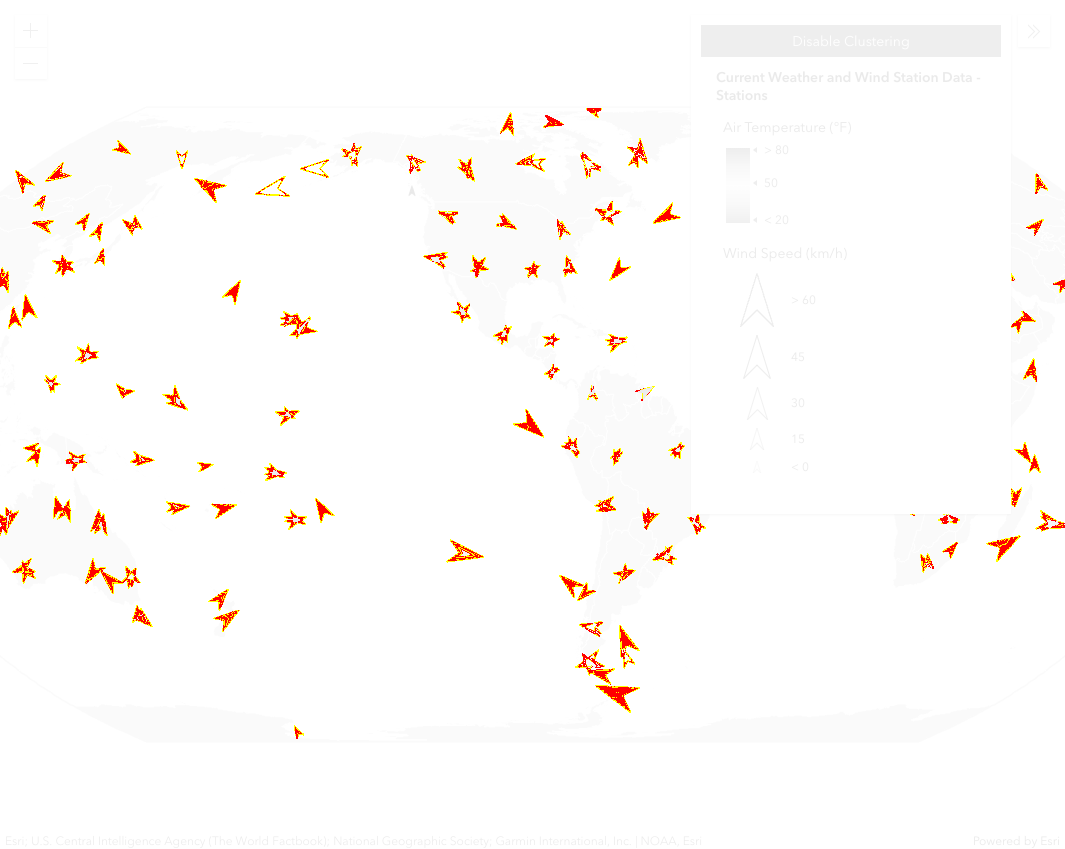 +
Disable Clustering
−
Current Weather and Wind Station Data -
Stations
Air Temperature (°F)
> 80
50
< 20
Wind Speed (km/h)
> 60
45
30
15
< 0
Esri; U.S. Central Intelligence Agency (The World Factbook); National Geographic Society; Garmin International, Inc. | NOAA, Esri
Powered by Esri